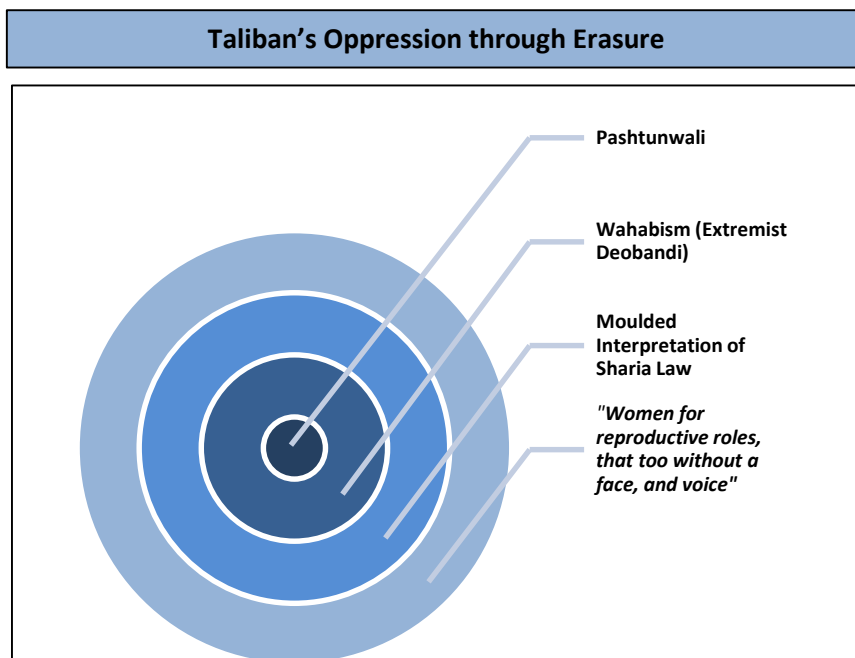 Taliban’s Oppression through Erasure
Pashtunwali
Wahabism (Extremist
Deobandi)
Moulded
Interpretation of
Sharia Law
"Women for
reproductive roles,
that too without a
face, and voice"